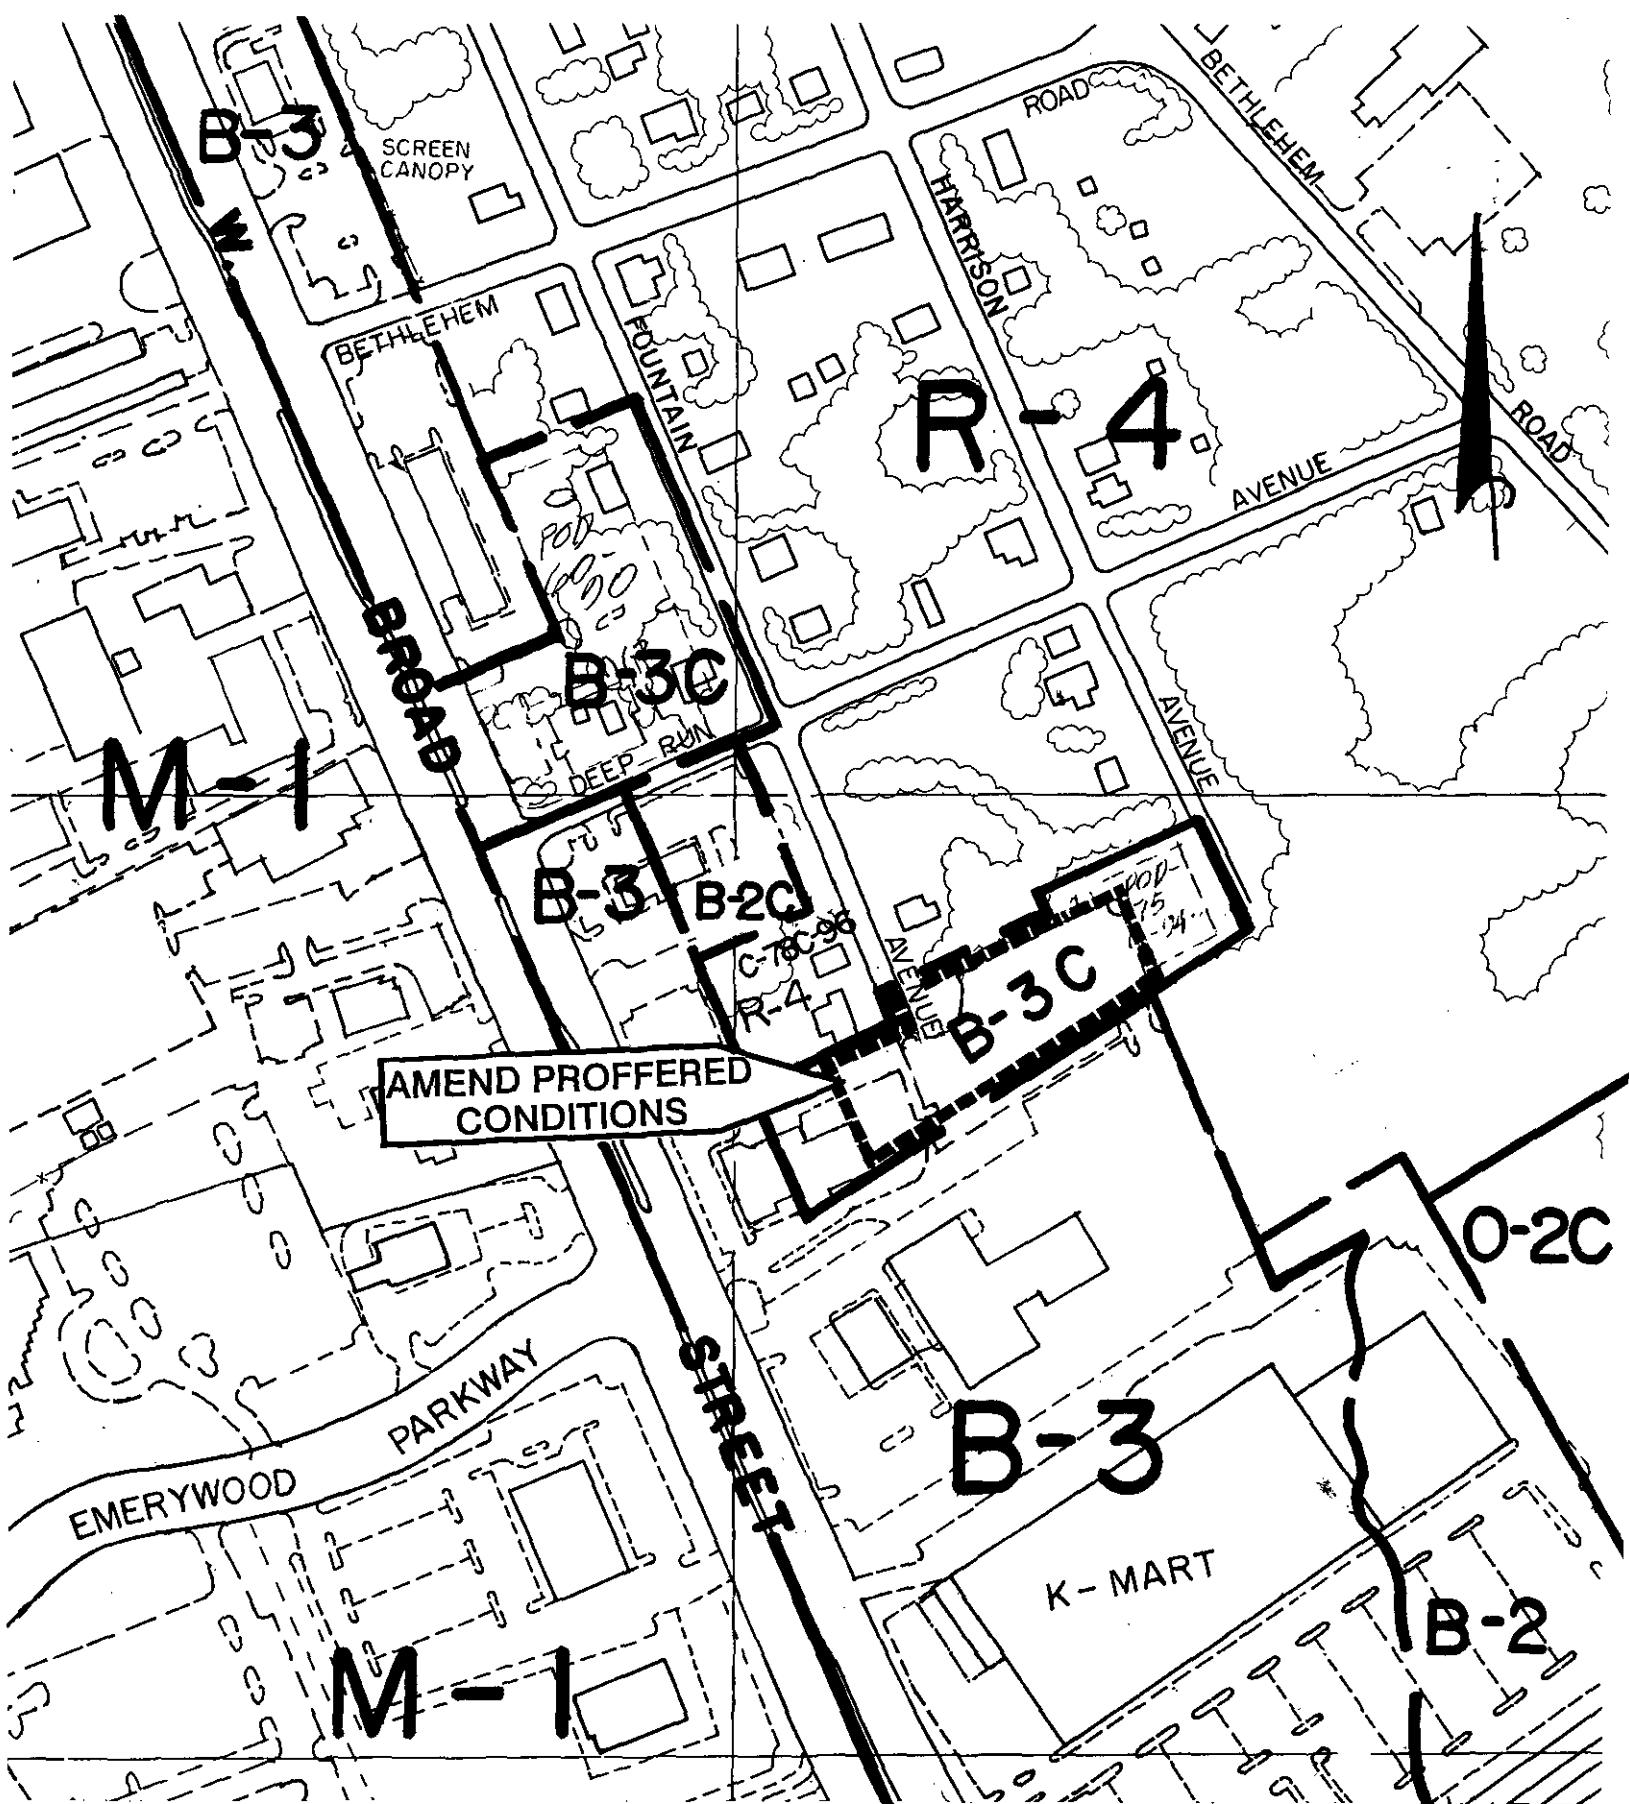 BETHLEHEM
ROAD
B-3
SCREEN
CANOPY
W.
HARRISON
BETHLEHEM
FOUNTAIN
R-4
ROAD
AVENUE
POD
BROAD
B-3C
AVENUE
DEEP RUN
M-1
B-3
B-2C
C-78C-96
R-4
AVENUE
B-3C
AMEND PROFFERED
CONDITIONS
O-2C
STREET
PARKWAY
B-3
EMERYWOOD
K-MART
B-2
M-1